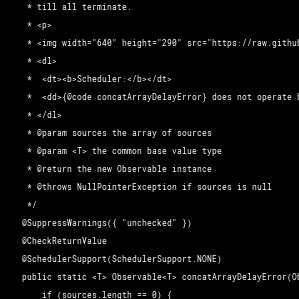 * till all terminate.
* <p>
* <img width="640" height="290" src="https://raw.github
* <dl>
*  <dt><b>Scheduler:</b></dt>
*  <dd>{@code concatArrayDelayError} does not operate b
* </dl>
* @param sources the array of sources
* @param <T> the common base value type
* @return the new Observable instance
* @throws NullPointerException if sources is null
*/
@SuppressWarnings({ "unchecked" })
@CheckReturnValue
@SchedulerSupport(SchedulerSupport.NONE)
public static <T> Observable<T> concatArrayDelayError(Ob
if (sources.length == 0) {